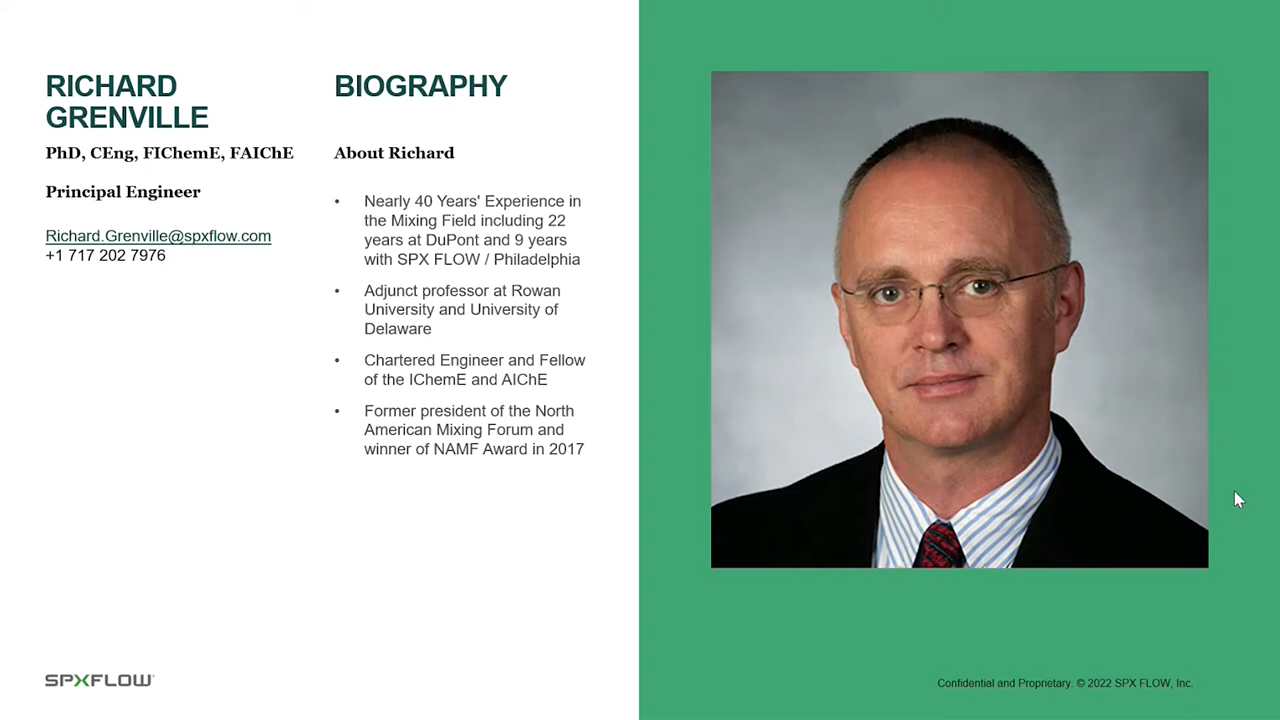 RICHARD
GRENVILLE
PhD, CEng, FIChemE, FAIChE
Principal Engineer
Richard.Grenville@spxflow.com
+1 717 202 7976
BIOGRAPHY
About Richard
• Nearly 40 Years' Experience in
the Mixing Field including 22
years at DuPont and 9 years
with SPX FLOW / Philadelphia
• Adjunct professor at Rowan
University and University of
Delaware
• Chartered Engineer and Fellow
of the IChemE and AIChE
• Former president of the North
American Mixing Forum and
winner of NAMF Award in 2017
SPXFLOW
Confidential and Proprietary. © 2022 SPX FLOW, Inc.